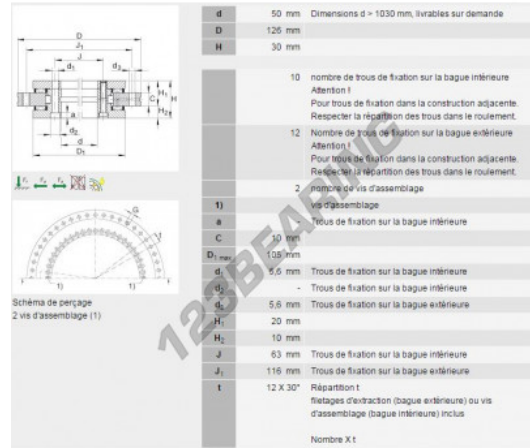 D
J₁
J
d₁
d₃
H₁
C
H
H₂
a
d₂
d
D₁
G
t
1)
1)
Schéma de perçage
2 vis d'assemblage (1)
d 50 mm Dimensions d > 1030 mm, livrables sur demande
D 126 mm
H 30 mm
10 nombre de trous de fixation sur la bague intérieure
Attention !
Pour trous de fixation dans la construction adjacente.
Respecter la répartition des trous dans le roulement.
12 Nombre de trous de fixation sur la bague extérieure
Attention !
Pour trous de fixation dans la construction adjacente.
Respecter la répartition des trous dans le roulement.
2 nombre de vis d'assemblage
1) vis d'assemblage
a - Trous de fixation sur la bague intérieure
C 10 mm
D₁ max 105 mm
d₁ 5,6 mm Trous de fixation sur la bague intérieure
- Trous de fixation sur la bague intérieure
5,6 mm Trous de fixation sur la bague extérieure
H₁ 20 mm
H₂ 10 mm
J 63 mm Trous de fixation sur la bague intérieure
J₁ 116 mm Trous de fixation sur la bague extérieure
t 12 X 30° Répartition t
filetages d'extraction (bague extérieure) ou vis
d'assemblage (bague intérieure) inclus
Nombre X t
123BEARING